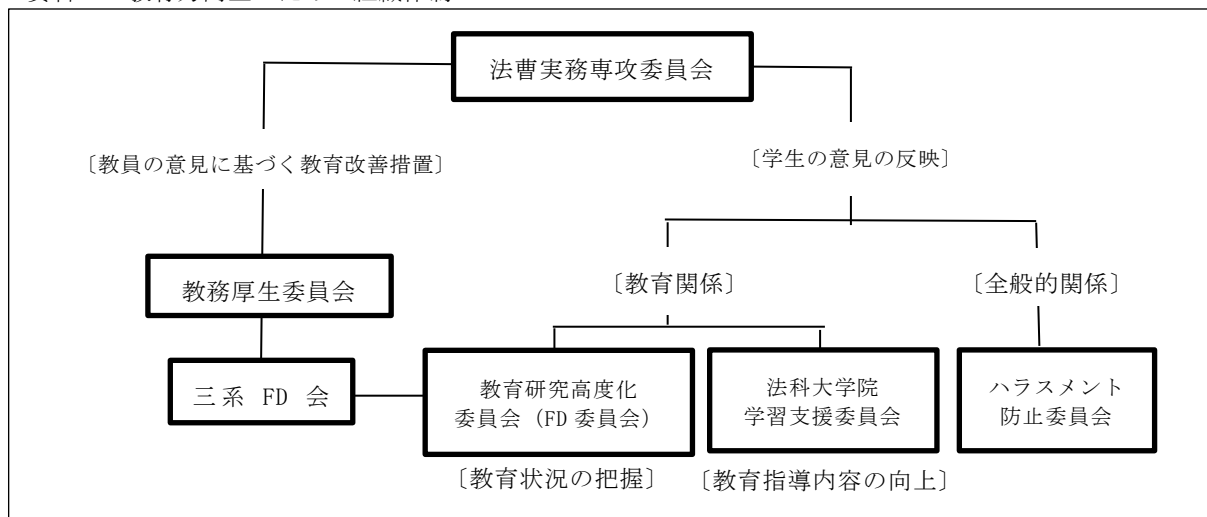 法曹実務専攻委員会
〔教員の意見に基づく教育改善措置〕
〔学生の意見の反映〕
教務厚生委員会
〔教育関係〕
〔全般的関係〕
三系 FD 会
教育研究高度化
委員会（FD 委員会）
法科大学院
学習支援委員会
ハラスメント
防止委員会
〔教育状況の把握〕
〔教育指導内容の向上〕